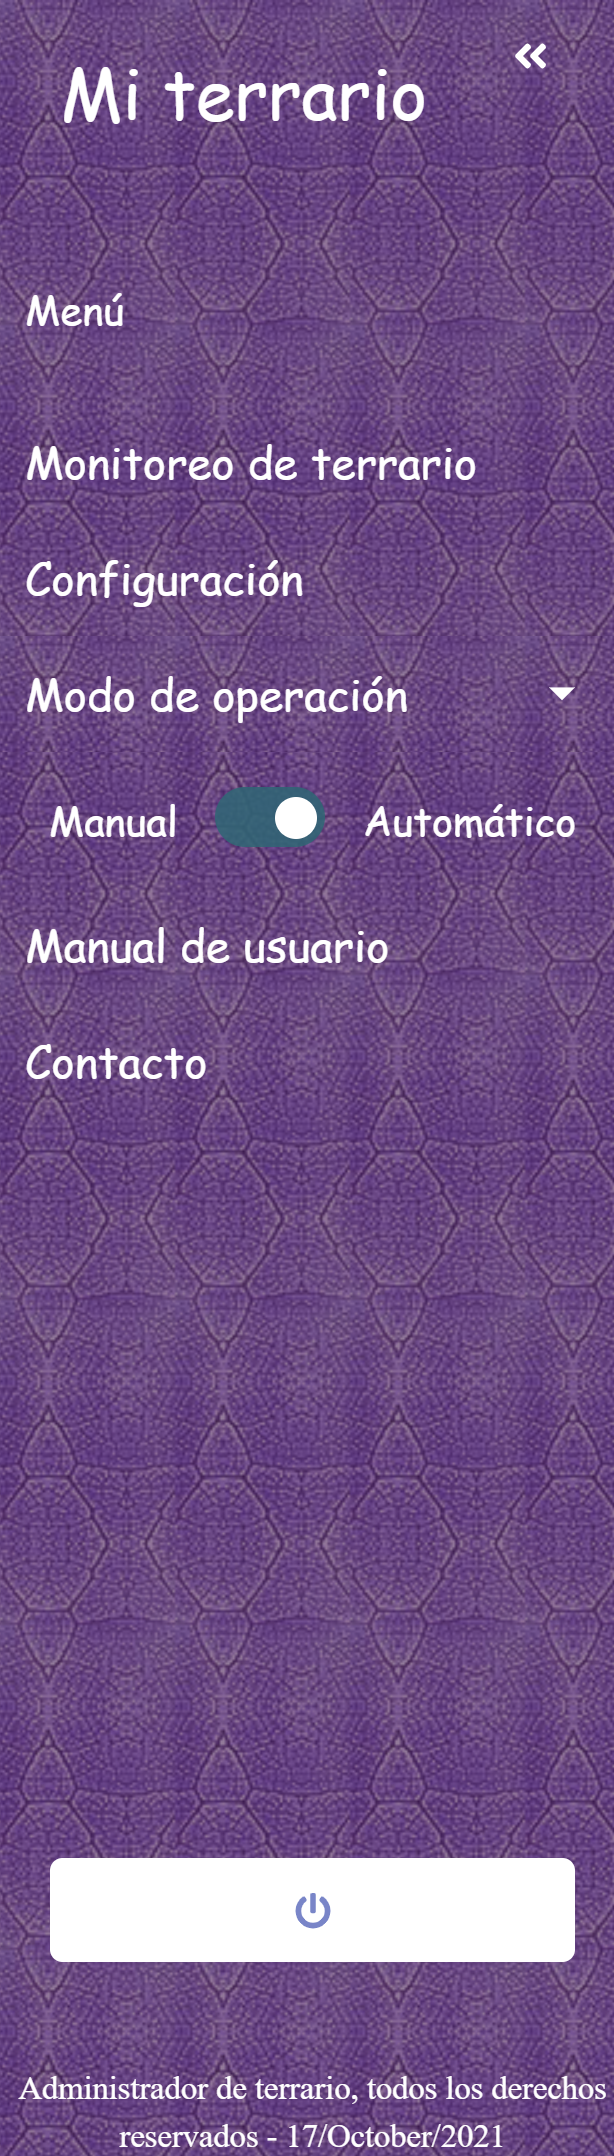 Mi terrario
Menú
Monitoreo de terrario
Configuración
Modo de operación
Manual Automático
Manual de usuario
Contacto
Administrador de terrario, todos los derechos
reservados - 17/October/2021